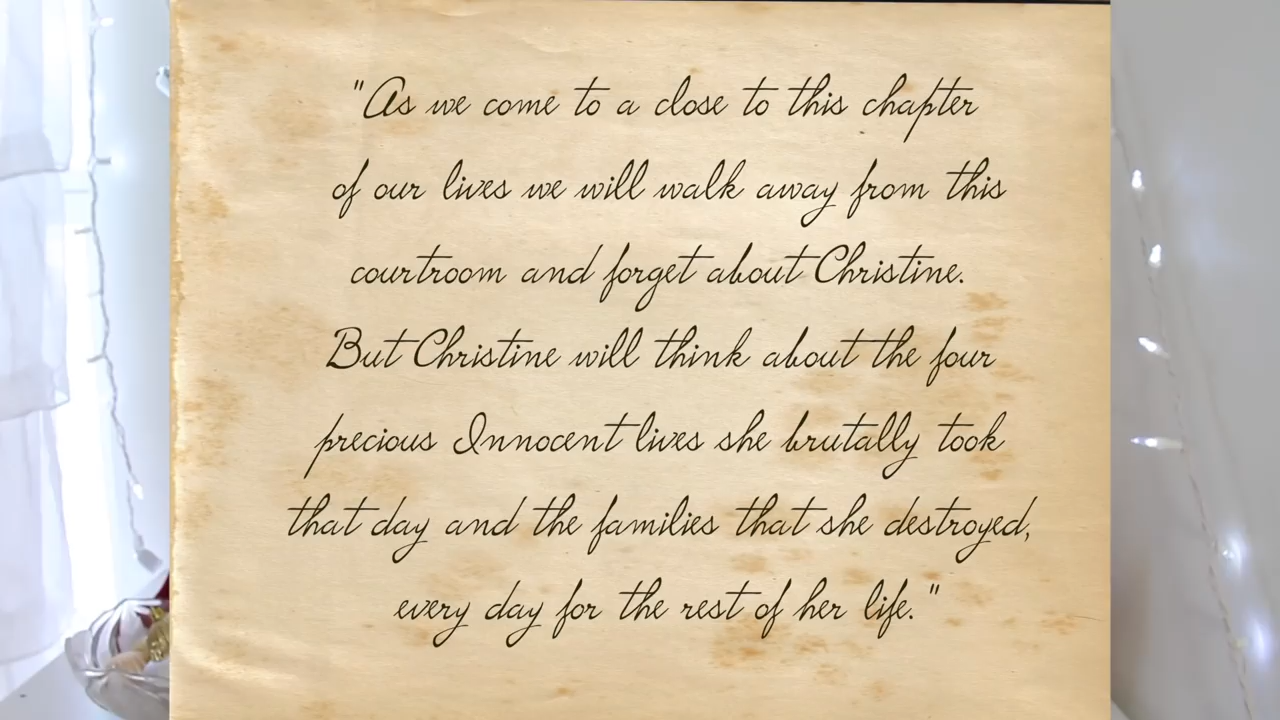 "As we come to a close to this chapter
of our lives we will walk away from this
courtroom and forget about Christine.
But Christine will think about the four
precious Innocent lives she brutally took
that day and the families that she destroyed,
every day for the rest of her life."